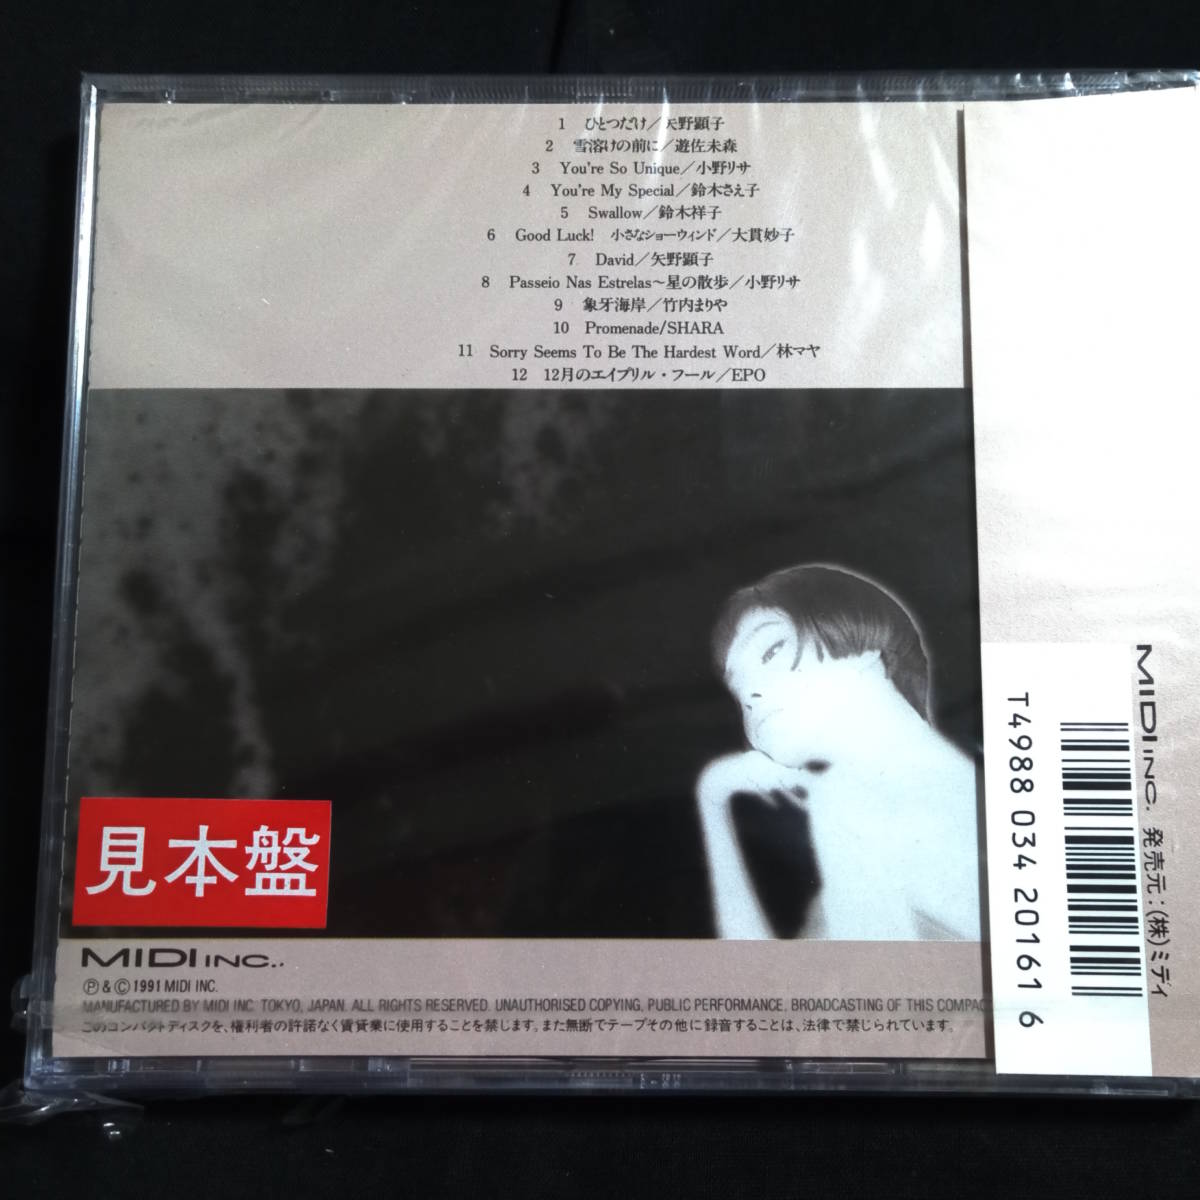 1 ひとつだけ／矢野顕子
2 雪溶けの前に／遊佐未森
3 You're So Unique／小野リサ
4 You're My Special／鈴木さえ子
5 Swallow／鈴木祥子
6 Good Luck! 小さなショーウィンド／大貫妙子
7 David／矢野顕子
8 Passeio Nas Estrelas〜星の散歩／小野リサ
9 象牙海岸／竹内まりや
10 Promenade/SHARA
11 Sorry Seems To Be The Hardest Word／林マヤ
12 12月のエイプリル・フール／EPO
見本盤
MIDI INC..
Ⓟ & Ⓒ 1991 MIDI INC.
MANUFACTURED BY MIDI INC. TOKYO, JAPAN. ALL RIGHTS RESERVED. UNAUTHORISED COPYING, PUBLIC PERFORMANCE, BROADCASTING OF THIS COMPAC
このコンパクトディスクを、権利者の許諾なく賃貸業に使用することを禁じます。また無断でテープその他に録音することは、法律で禁じられています。
MIDI INC. 発売元：(株)ミディ
T4988 034 20161 6